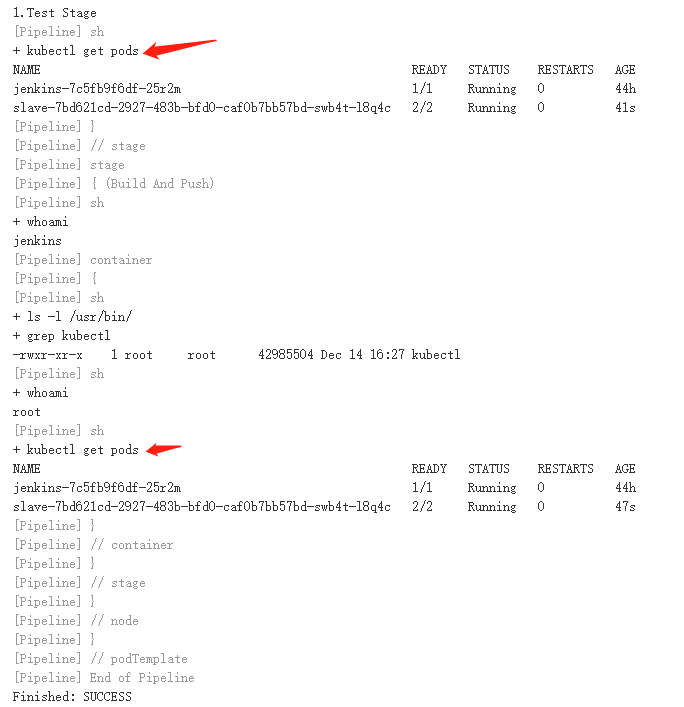 1.Test Stage
[Pipeline] sh
+ kubectl get pods
NAME READY STATUS RESTARTS AGE
jenkins-7c5fb9f6df-25r2m 1/1 Running 0 44h
slave-7bd621cd-2927-483b-bfd0-caf0b7bb57bd-swb4t-l8q4c 2/2 Running 0 41s
[Pipeline] }
[Pipeline] // stage
[Pipeline] stage
[Pipeline] { (Build And Push)
[Pipeline] sh
+ whoami
jenkins
[Pipeline] container
[Pipeline] {
[Pipeline] sh
+ ls -l /usr/bin/
+ grep kubectl
-rwxr-xr-x 1 root root 42985504 Dec 14 16:27 kubectl
[Pipeline] sh
+ whoami
root
[Pipeline] sh
+ kubectl get pods
NAME READY STATUS RESTARTS AGE
jenkins-7c5fb9f6df-25r2m 1/1 Running 0 44h
slave-7bd621cd-2927-483b-bfd0-caf0b7bb57bd-swb4t-l8q4c 2/2 Running 0 47s
[Pipeline] }
[Pipeline] // container
[Pipeline] }
[Pipeline] // stage
[Pipeline] }
[Pipeline] // node
[Pipeline] }
[Pipeline] // podTemplate
[Pipeline] End of Pipeline
Finished: SUCCESS